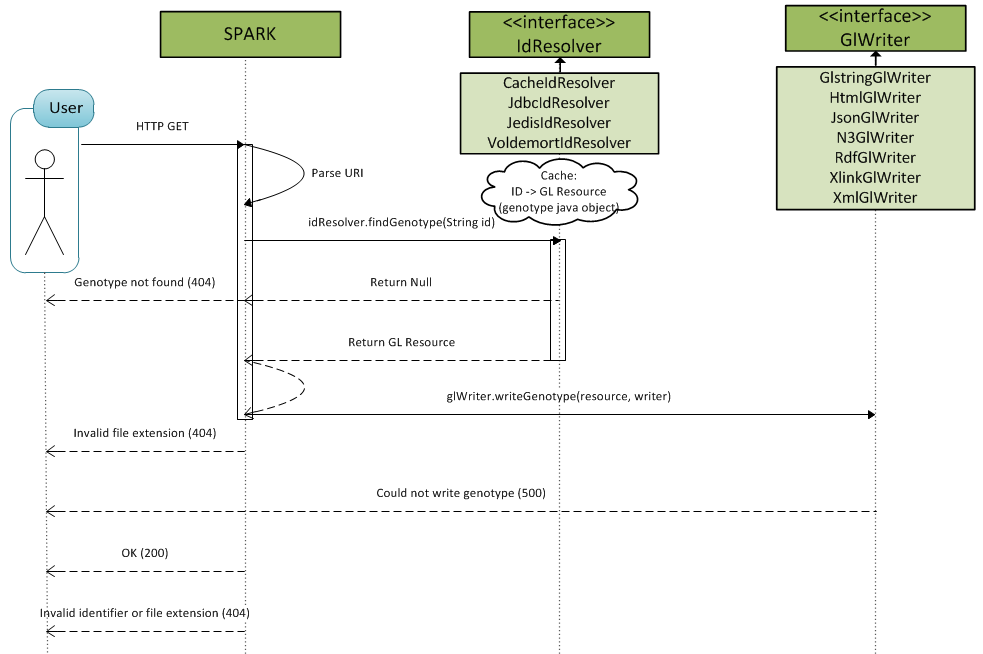 SPARK
<<interface>>
IdResolver
<<interface>>
GlWriter
CacheIdResolver
JdbcIdResolver
JedisIdResolver
VoldemortIdResolver
GlstringGlWriter
HtmlGlWriter
JsonGlWriter
N3GlWriter
RdfGlWriter
XlinkGlWriter
XmlGlWriter
User
HTTP GET
Parse URI
Cache:
ID -> GL Resource
(genotype java object)
idResolver.findGenotype(String id)
Genotype not found (404)
Return Null
Return GL Resource
glWriter.writeGenotype(resource, writer)
Invalid file extension (404)
Could not write genotype (500)
OK (200)
Invalid identifier or file extension (404)